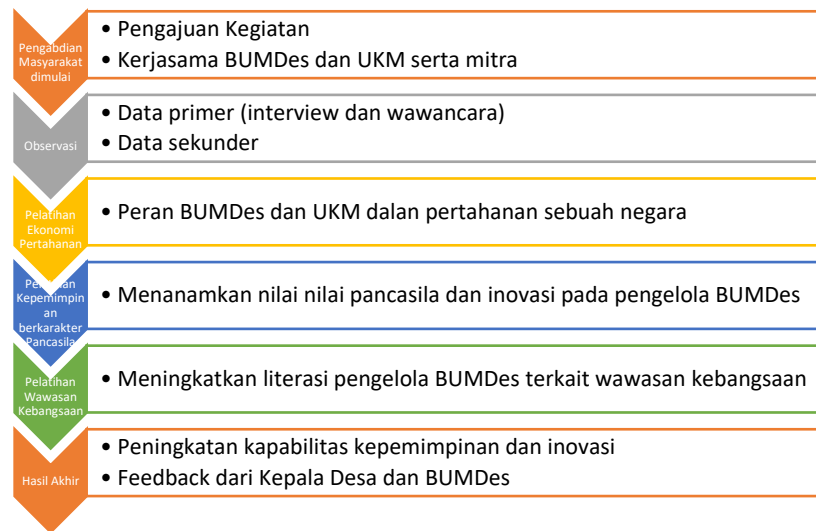 Pengabdian
Masyarakat
dimulai
• Pengajuan Kegiatan
• Kerjasama BUMDes dan UKM serta mitra
Observasi
• Data primer (interview dan wawancara)
• Data sekunder
Pelatihan
Ekonomi
Pertahanan
• Peran BUMDes dan UKM dalan pertahanan sebuah negara
Kepemimpin
an
berkarakter
Pancasila
• Menanamkan nilai nilai pancasila dan inovasi pada pengelola BUMDes
Pelatihan
Wawasan
Kebangsaan
• Meningkatkan literasi pengelola BUMDes terkait wawasan kebangsaan
Hasil Akhir
• Peningkatan kapabilitas kepemimpinan dan inovasi
• Feedback dari Kepala Desa dan BUMDes